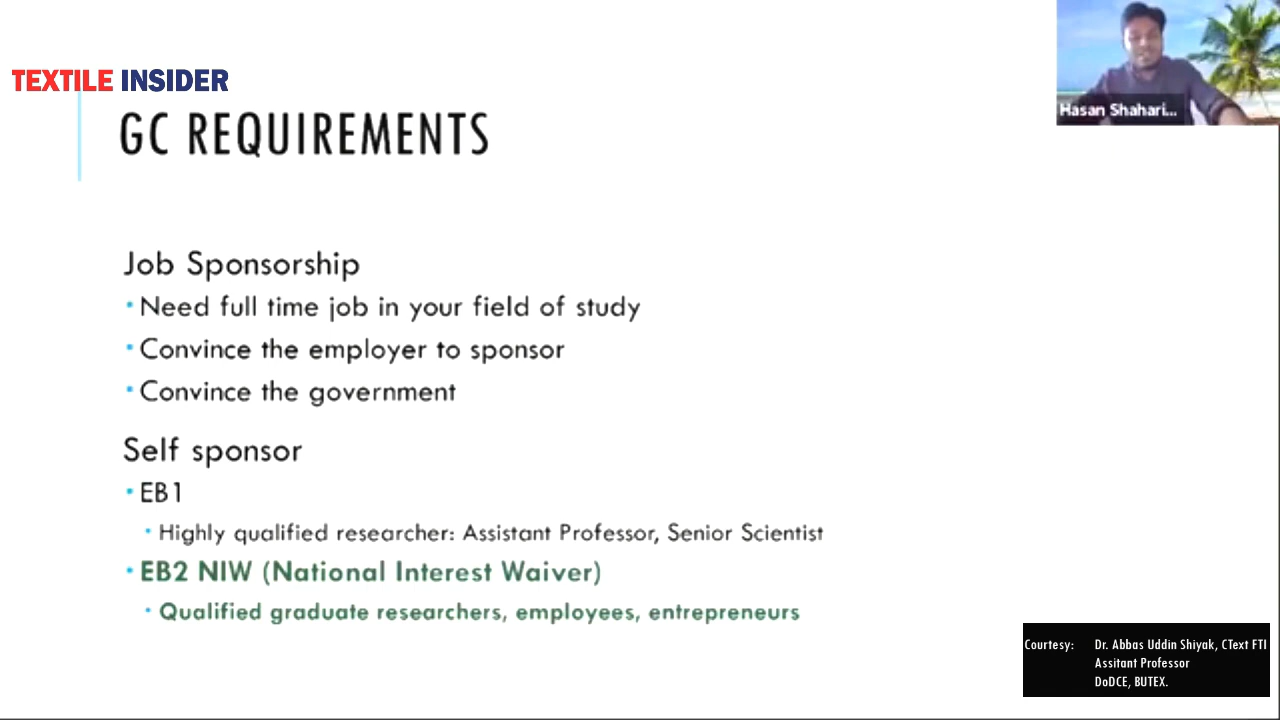 TEXTILE INSIDER
GC REQUIREMENTS
Hasan Shahari...
Job Sponsorship
Need full time job in your field of study
Convince the employer to sponsor
Convince the government
Self sponsor
EB1
Highly qualified researcher: Assistant Professor, Senior Scientist
EB2 NIW (National Interest Waiver)
Qualified graduate researchers, employees, entrepreneurs
Courtesy: Dr. Abbas Uddin Shiyak, CText FTI
Assitant Professor
DoDCE, BUTEX.